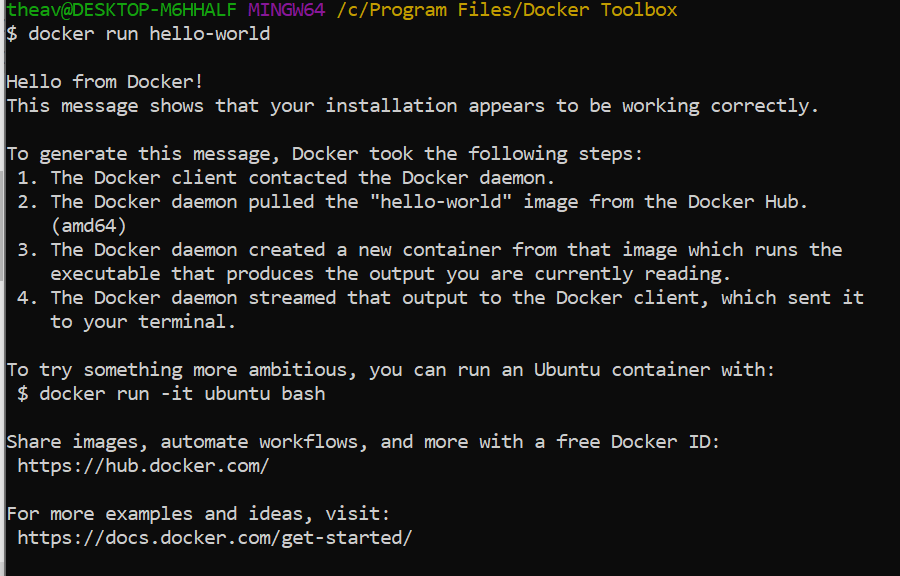 theav@DESKTOP-M6HHALF MINGW64 /c/Program Files/Docker Toolbox
$ docker run hello-world
Hello from Docker!
This message shows that your installation appears to be working correctly.
To generate this message, Docker took the following steps:
1. The Docker client contacted the Docker daemon.
2. The Docker daemon pulled the "hello-world" image from the Docker Hub.
(amd64)
3. The Docker daemon created a new container from that image which runs the
executable that produces the output you are currently reading.
4. The Docker daemon streamed that output to the Docker client, which sent it
to your terminal.
To try something more ambitious, you can run an Ubuntu container with:
$ docker run -it ubuntu bash
Share images, automate workflows, and more with a free Docker ID:
https://hub.docker.com/
For more examples and ideas, visit:
https://docs.docker.com/get-started/